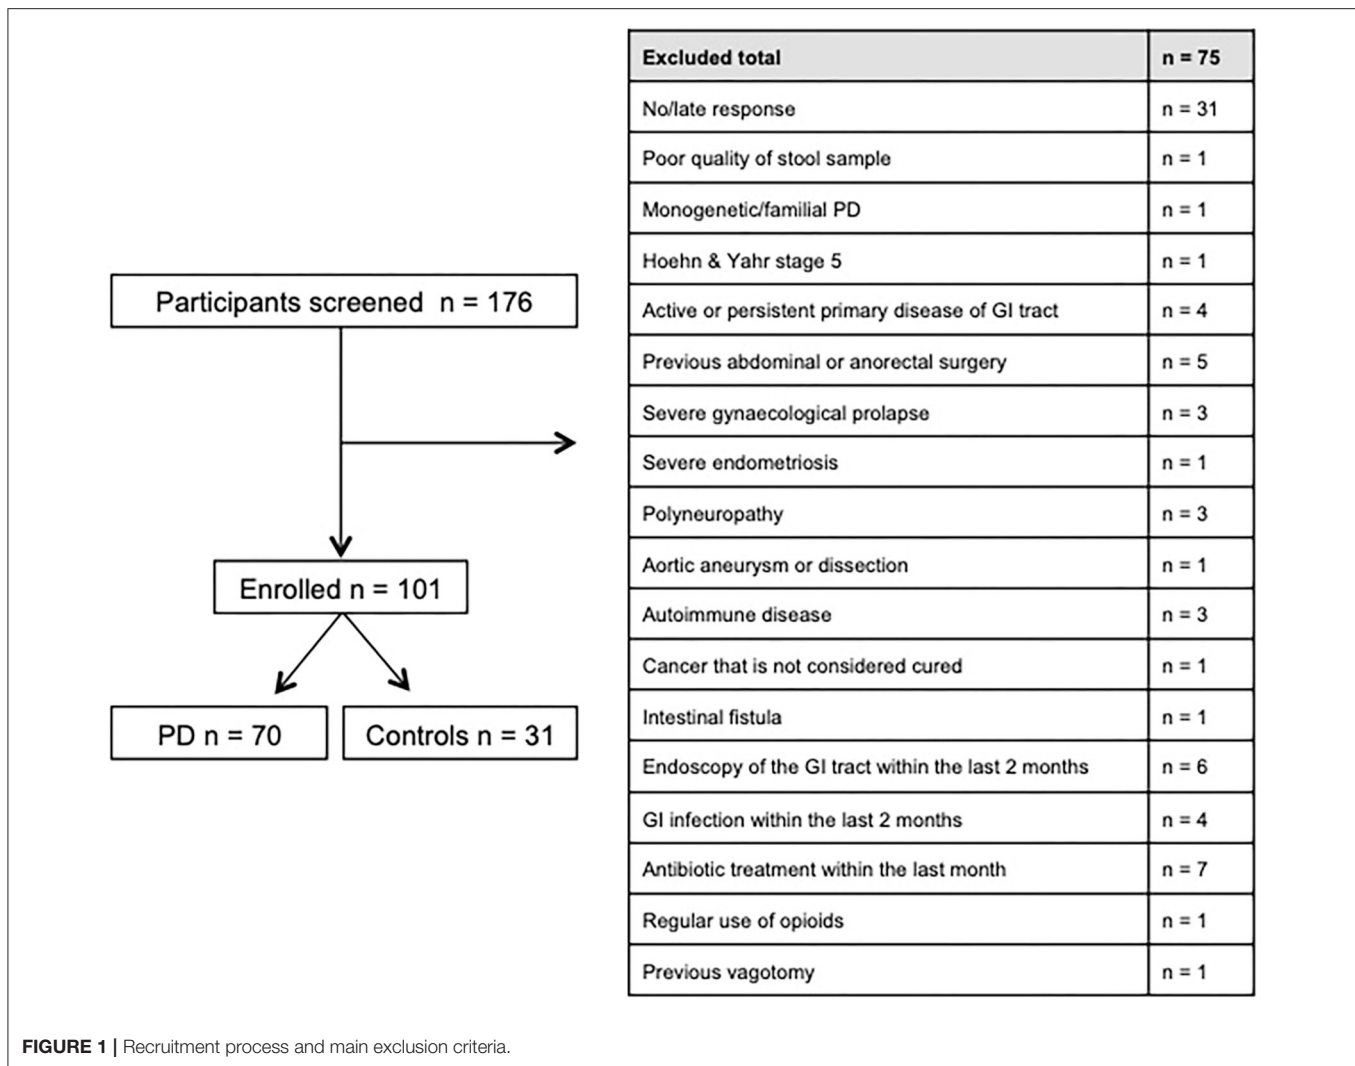 Participants screened n = 176
Enrolled n = 101
PD n = 70
Controls n = 31
Excluded total n = 75
No/late response n = 31
Poor quality of stool sample n = 1
Monogenetic/familial PD n = 1
Hoehn & Yahr stage 5 n = 1
Active or persistent primary disease of GI tract n = 4
Previous abdominal or anorectal surgery n = 5
Severe gynaecological prolapse n = 3
Severe endometriosis n = 1
Polyneuropathy n = 3
Aortic aneurysm or dissection n = 1
Autoimmune disease n = 3
Cancer that is not considered cured n = 1
Intestinal fistula n = 1
Endoscopy of the GI tract within the last 2 months n = 6
GI infection within the last 2 months n = 4
Antibiotic treatment within the last month n = 7
Regular use of opioids n = 1
Previous vagotomy n = 1
FIGURE 1 | Recruitment process and main exclusion criteria.